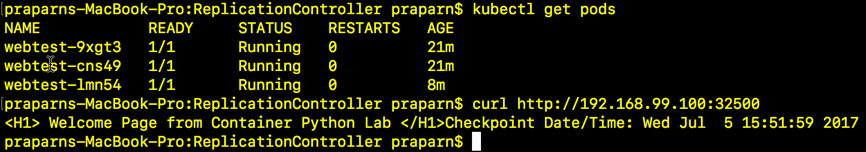 praparns-MacBook-Pro:ReplicationController praparn$ kubectl get pods
NAME READY STATUS RESTARTS AGE
webtest-9xgt3 1/1 Running 0 21m
webtest-cns49 1/1 Running 0 21m
webtest-lmn54 1/1 Running 0 8m
praparns-MacBook-Pro:ReplicationController praparn$ curl http://192.168.99.100:32500
<H1> Welcome Page from Container Python Lab </H1>Checkpoint Date/Time: Wed Jul  5 15:51:59 2017
praparns-MacBook-Pro:ReplicationController praparn$